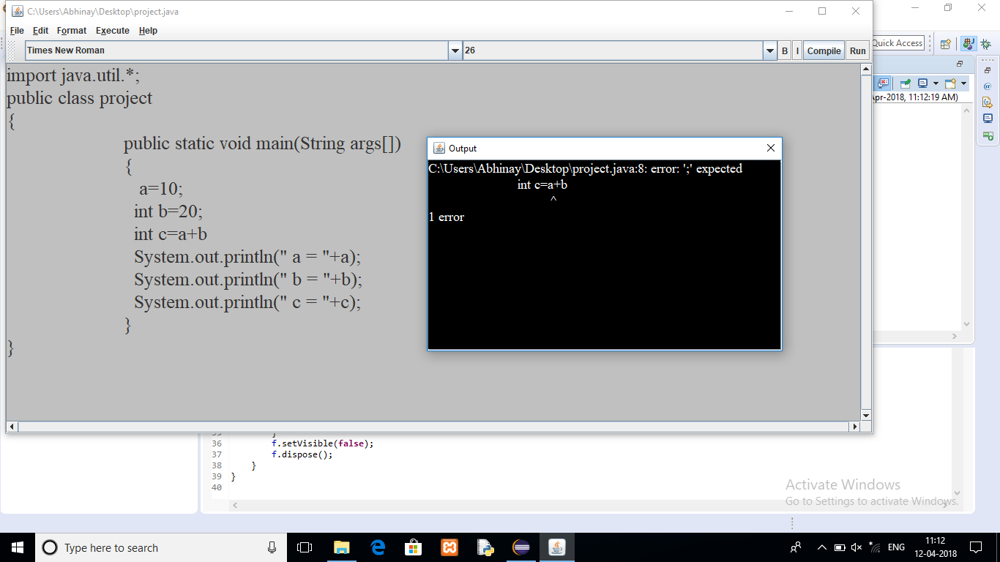 C:\Users\Abhinay\Desktop\project.java
File Edit Format Execute Help
Times New Roman 26 B I Compile Run
Quick Access
import java.util.*;
public class project
{
public static void main(String args[])
{
a=10;
int b=20;
int c=a+b
System.out.println(" a = "+a);
System.out.println(" b = "+b);
System.out.println(" c = "+c);
}
}
Output
C:\Users\Abhinay\Desktop\project.java:8: error: ';' expected
int c=a+b
^
1 error
pr-2018, 11:12:19 AM)
35 }
36 f.setVisible(false);
37 f.dispose();
38 }
39 }
40
Activate Windows
Go to Settings to activate Windows.
Type here to search
ENG
11:12
12-04-2018